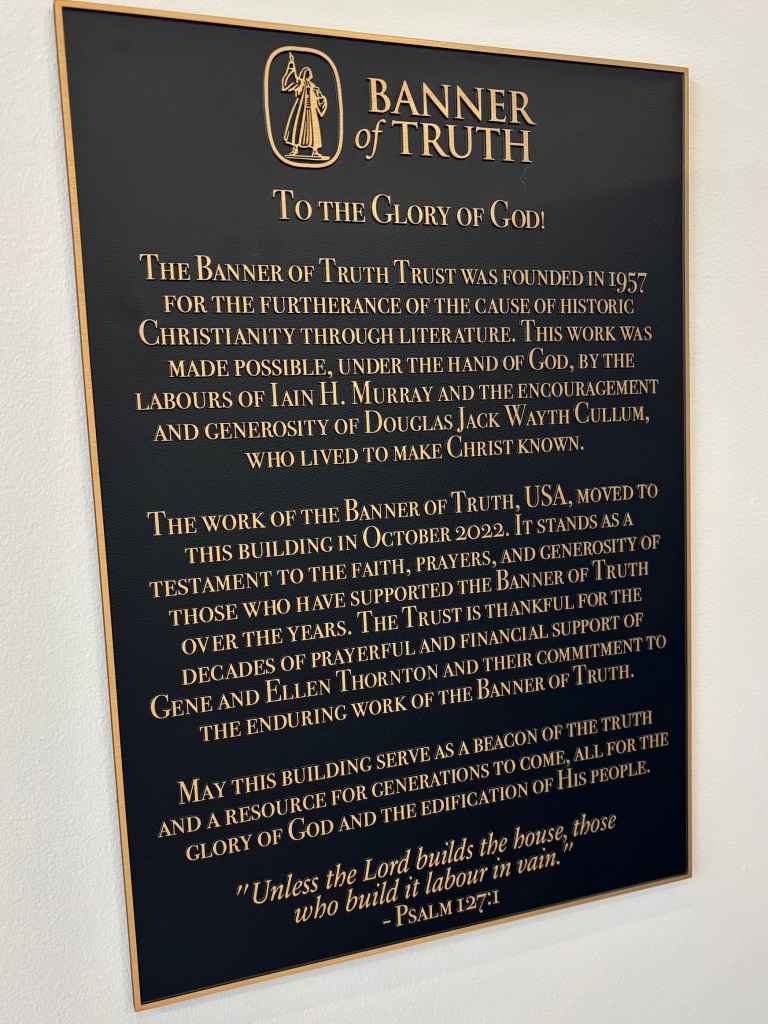 BANNER
of TRUTH
TO THE GLORY OF GOD!
THE BANNER OF TRUTH TRUST WAS FOUNDED IN 1957
FOR THE FURTHERANCE OF THE CAUSE OF HISTORIC
CHRISTIANITY THROUGH LITERATURE. THIS WORK WAS
MADE POSSIBLE, UNDER THE HAND OF GOD, BY THE
LABOURS OF IAIN H. MURRAY AND THE ENCOURAGEMENT
AND GENEROSITY OF DOUGLAS JACK WAYTH CULLUM,
WHO LIVED TO MAKE CHRIST KNOWN.
THE WORK OF THE BANNER OF TRUTH, USA, MOVED TO
THIS BUILDING IN OCTOBER 2022. IT STANDS AS A
TESTAMENT TO THE FAITH, PRAYERS, AND GENEROSITY OF
THOSE WHO HAVE SUPPORTED THE BANNER OF TRUTH
OVER THE YEARS. THE TRUST IS THANKFUL FOR THE
DECADES OF PRAYERFUL AND FINANCIAL SUPPORT OF
GENE AND ELLEN THORNTON AND THEIR COMMITMENT TO
THE ENDURING WORK OF THE BANNER OF TRUTH.
MAY THIS BUILDING SERVE AS A BEACON OF THE TRUTH
AND A RESOURCE FOR GENERATIONS TO COME, ALL FOR THE
GLORY OF GOD AND THE EDIFICATION OF HIS PEOPLE.
"Unless the Lord builds the house, those
who build it labour in vain."
- PSALM 127:1